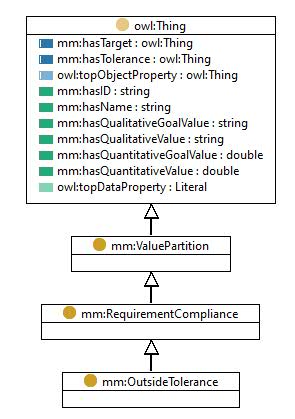 owl:Thing
mm:hasTarget : owl:Thing
mm:hasTolerance : owl:Thing
owl:topObjectProperty : owl:Thing
mm:hasID : string
mm:hasName : string
mm:hasQualitativeGoalValue : string
mm:hasQualitativeValue : string
mm:hasQuantitativeGoalValue : double
mm:hasQuantitativeValue : double
owl:topDataProperty : Literal
mm:ValuePartition
mm:RequirementCompliance
mm:OutsideTolerance